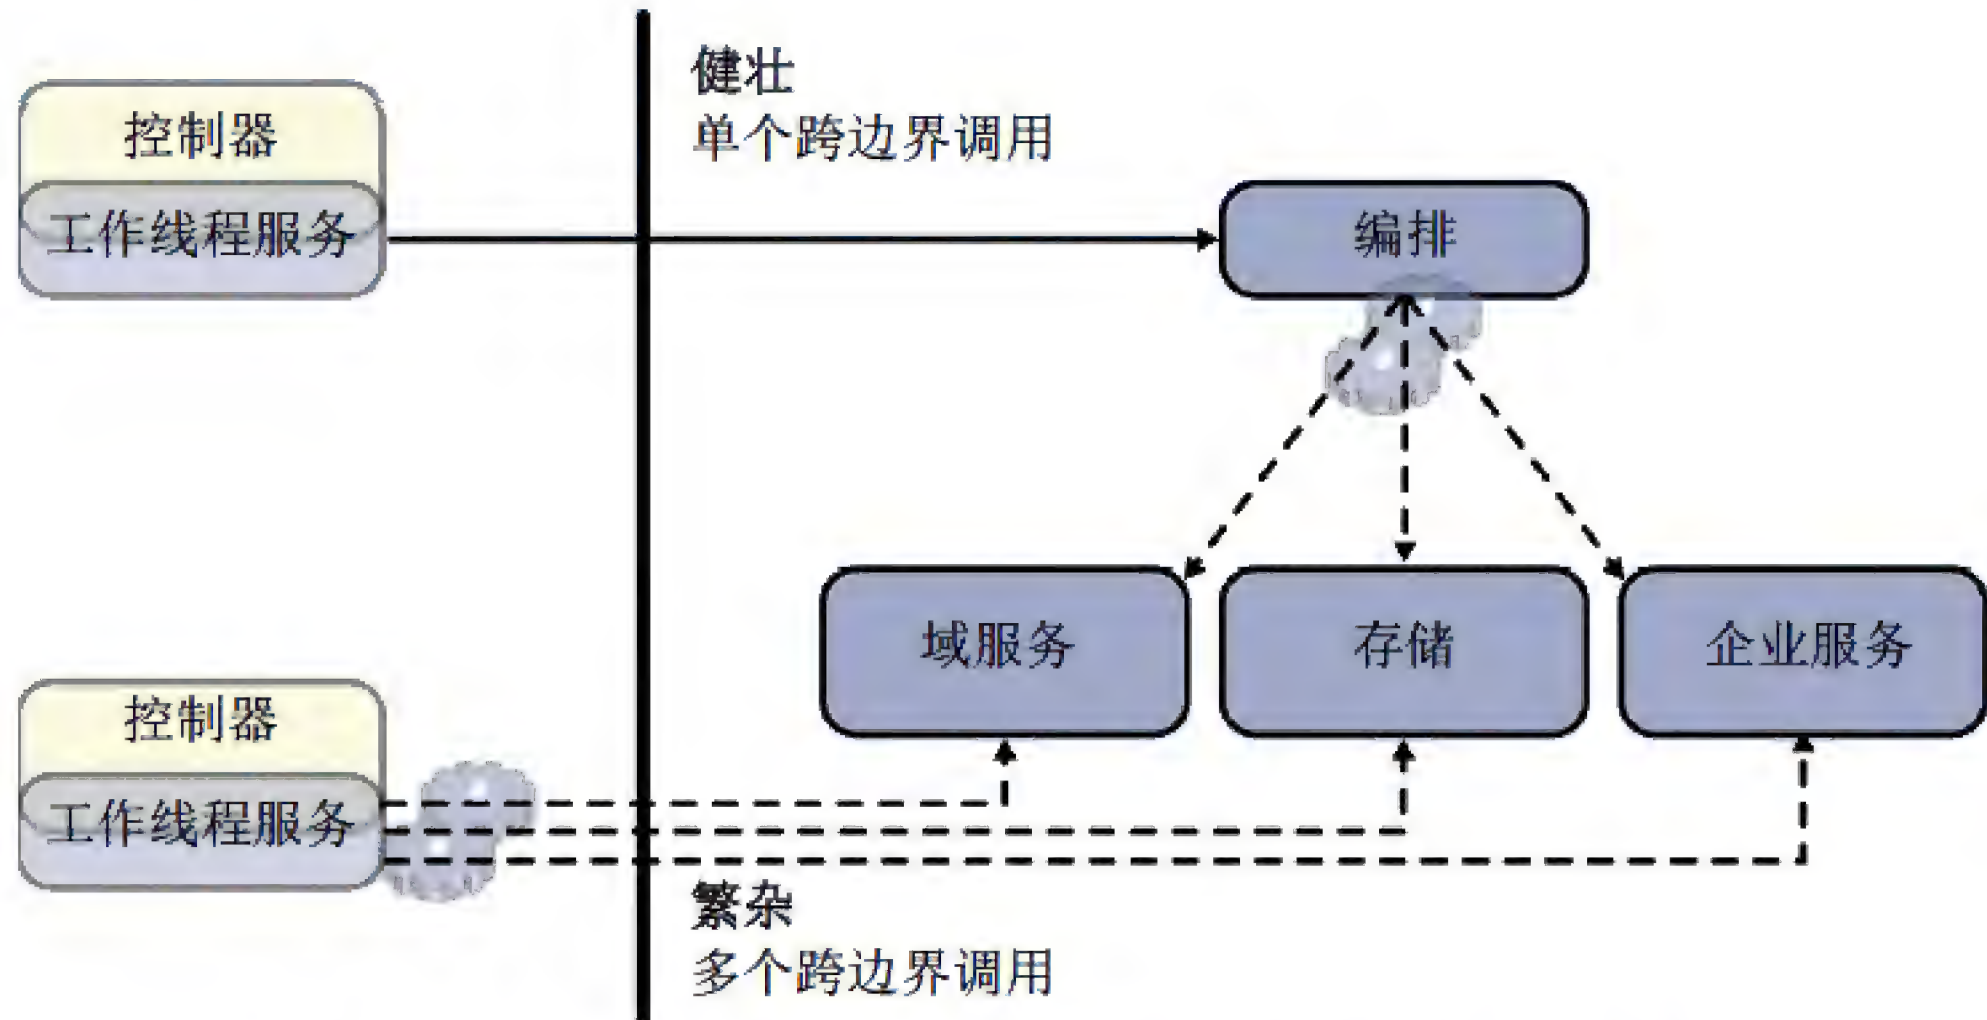 健壮
单个跨边界调用
控制器
工作线程服务
编排
域服务
存储
企业服务
控制器
工作线程服务
繁杂
多个跨边界调用